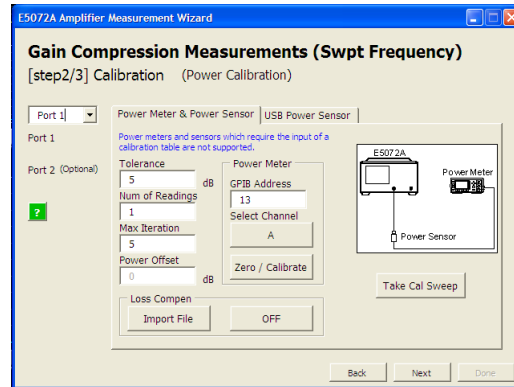 E5072A Amplifier Measurement Wizard
Gain Compression Measurements (Swpt Frequency)
[step2/3] Calibration (Power Calibration)
Port 1
Port 1
Port 2 (Optional)
?
Power Meter & Power Sensor
USB Power Sensor
Power meters and sensors which require the input of a
calibration table are not supported.
Tolerance
5 dB
Num of Readings
1
Max Iteration
5
Power Offset
0 dB
Power Meter
GPIB Address
13
Select Channel
A
Zero / Calibrate
Loss Compen
Import File
OFF
E5072A
Power Meter
Power Sensor
Take Cal Sweep
Back
Next
Done